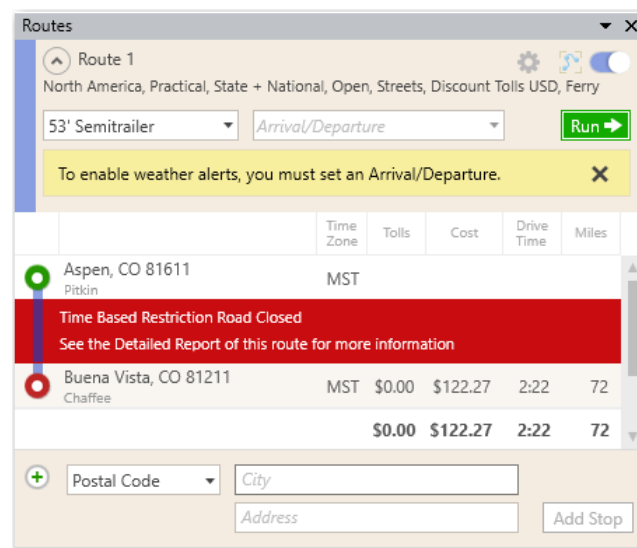 Routes
Route 1
North America, Practical, State + National, Open, Streets, Discount Tolls USD, Ferry
53' Semitrailer
Arrival/Departure
Run
To enable weather alerts, you must set an Arrival/Departure.
Time Zone Tolls Cost Drive Time Miles
Aspen, CO 81611
Pitkin
MST
Time Based Restriction Road Closed
See the Detailed Report of this route for more information
Buena Vista, CO 81211
Chaffee
MST $0.00 $122.27 2:22 72
$0.00 $122.27 2:22 72
Postal Code
City
Address
Add Stop